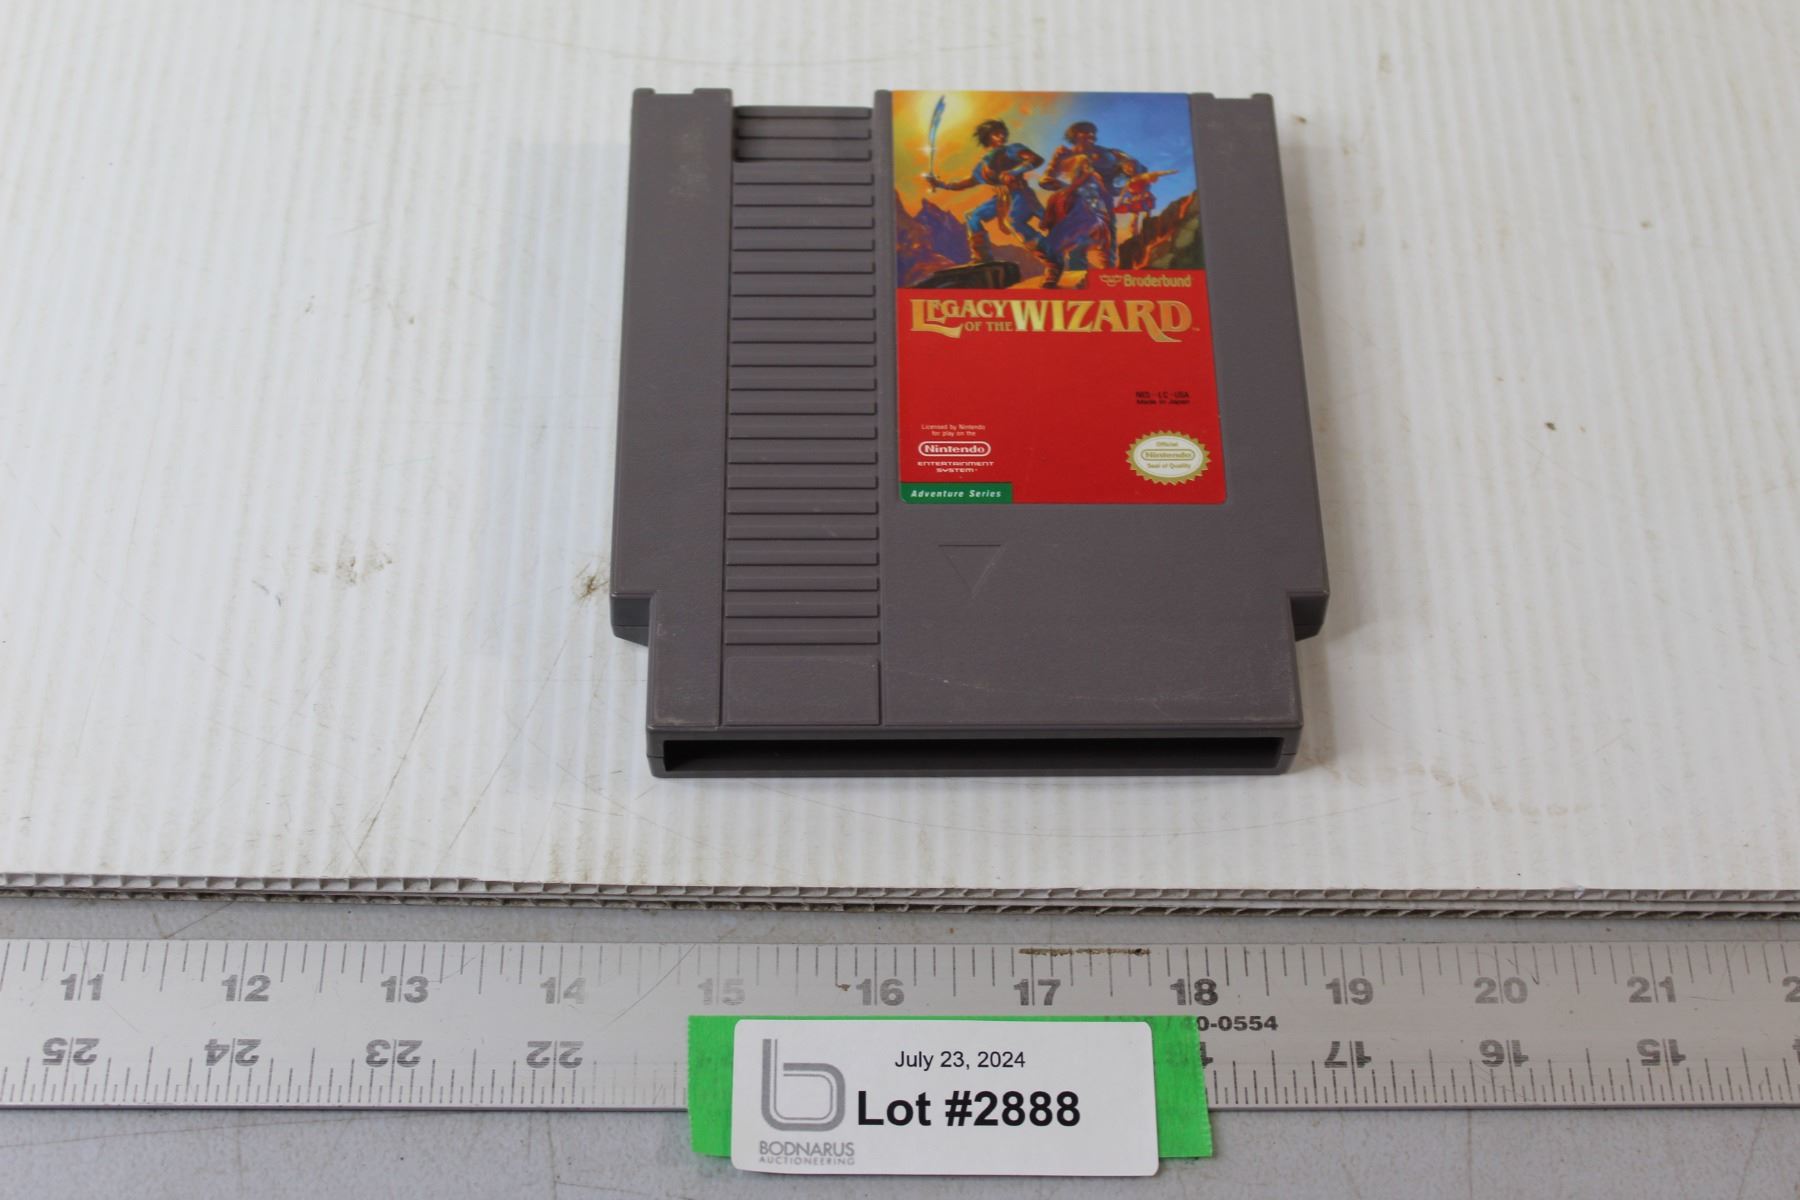 Broderbund
LEGACY OF THE WIZARD™
NES-LC-USA
Made in Japan
Licensed by Nintendo
for play on the
Nintendo
ENTERTAINMENT
SYSTEM
Official
Nintendo
Seal of Quality
Adventure Series
11 12 13 14 15 16 17 18 19 20 21
0-0554
25 24 23 22 17 16 15
July 23, 2024
Lot #2888
BODNARUS
AUCTIONEERING